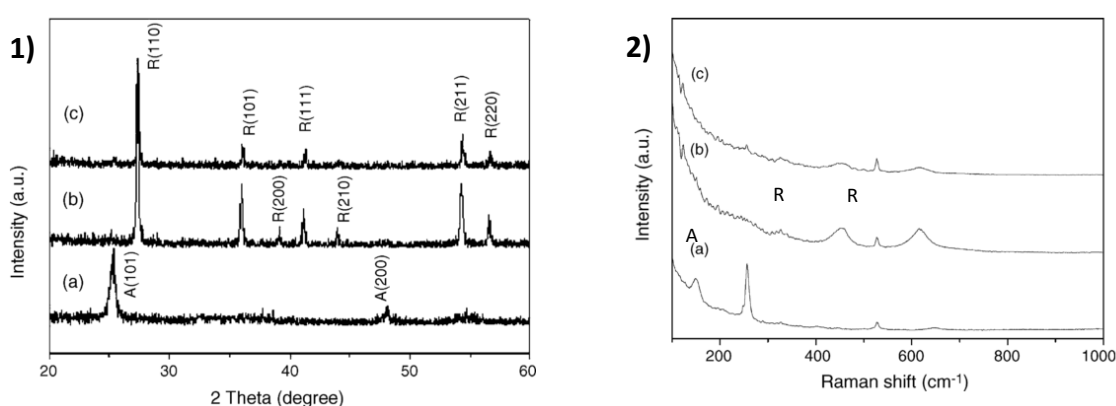 1)
R(110)
R(101)
R(111)
R(211)
R(220)
(c)
R(200)
R(210)
(b)
(a)
A(101)
A(200)
Intensity (a.u.)
20
30
40
50
60
2 Theta (degree)
2)
(c)
(b)
R
R
A
(a)
Intensity (a.u.)
200
400
600
800
1000
Raman shift (cm-1)